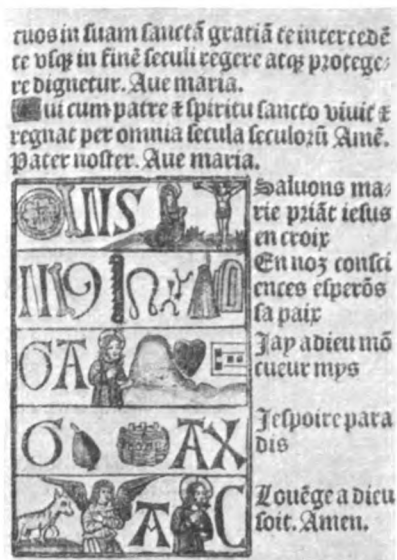 tuos in suam sanctā gratiā te intercedē
te vsq̄ in finē seculi regere atq̄ protege⸗
re dignetur. Aue maria.
Qui cum patre ⁊ spiritu sancto viuit ⁊
regnat per omnia secula seculorū Amē.
Pater noster. Aue maria.
Saluons ma⸗
rie priāt iesus
en croix
En noz consci
ences esperōs
sa paix
Jay a dieu mō
cueur mys
Jespoire para
dis
Louēge a dieu
soit. Amen.